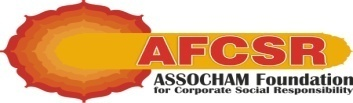 AFCSR
ASSOCHAM Foundation
for Corporate Social Responsibility